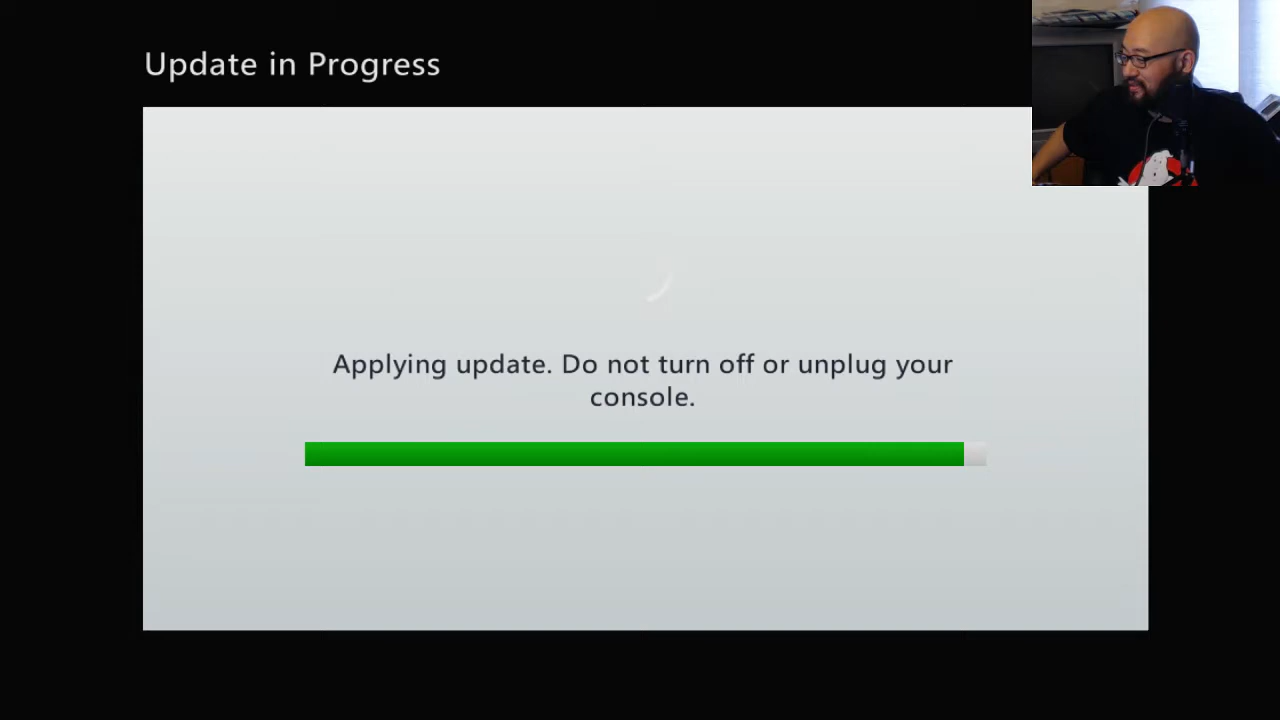 Update in Progress
Applying update. Do not turn off or unplug your
console.